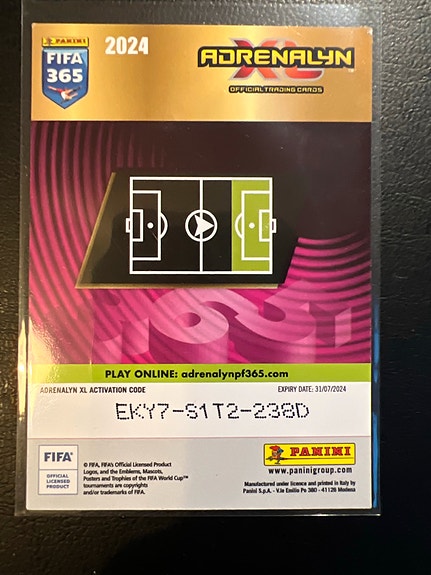 PANINI
FIFA
365
2024
ADRENALYN
XL
OFFICIAL TRADING CARDS
PLAY ONLINE: adrenalynpf365.com
ADRENALYN XL ACTIVATION CODE
EXPIRY DATE: 31/07/2024
EKY7-S1T2-238D
FIFA
OFFICIAL
LICENSED
PRODUCT
© FIFA, FIFA's Official Licensed Product
Logos, and the Emblems, Mascots,
Posters and Trophies of the FIFA World Cup™
tournaments are copyrights
and/or trademarks of FIFA.
PANINI
www.paninigroup.com
Manufactured under licence and printed in Italy by
Panini S.p.A. - V.le Emilio Po 380 - 41126 Modena